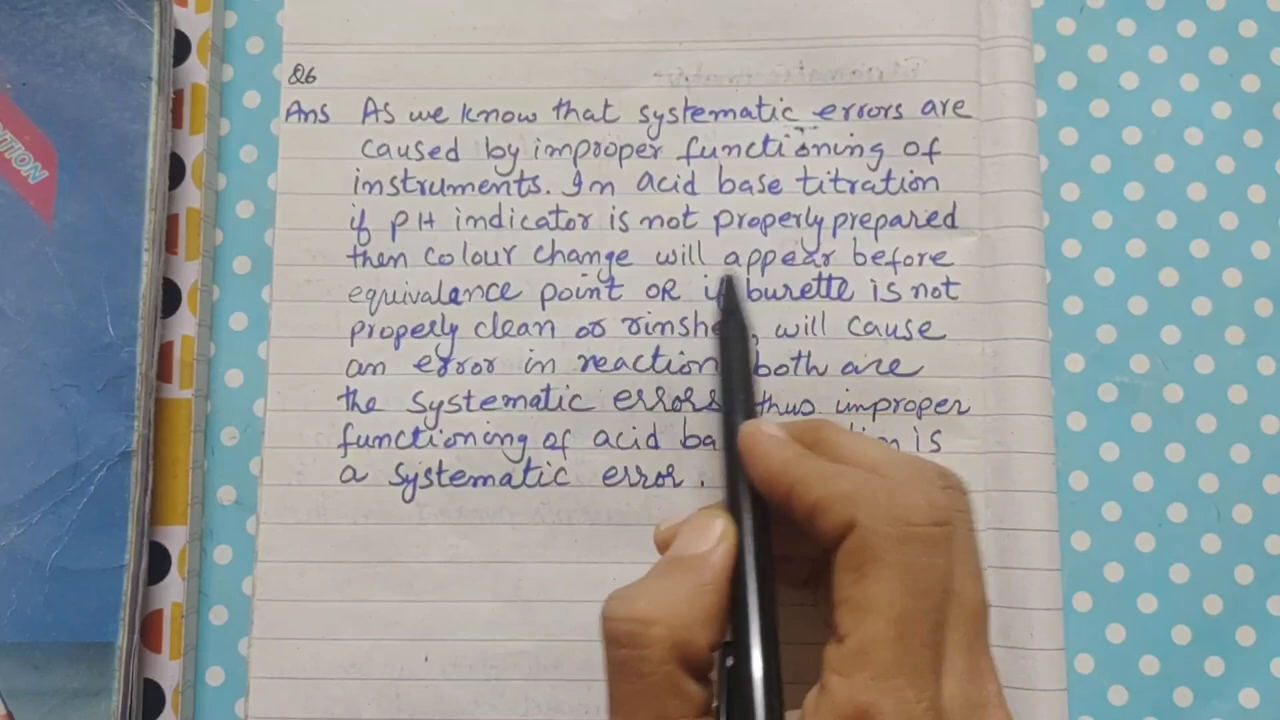 Q6
Ans As we know that systematic errors are
caused by improper functioning of
instruments. In acid base titration
if PH indicator is not properly prepared
then colour change will appear before
equivalance point OR if burette is not
properly clean or will cause
an error in reaction both are
the systematic errors thus improper
functioning of acid is
a systematic error.
NTION